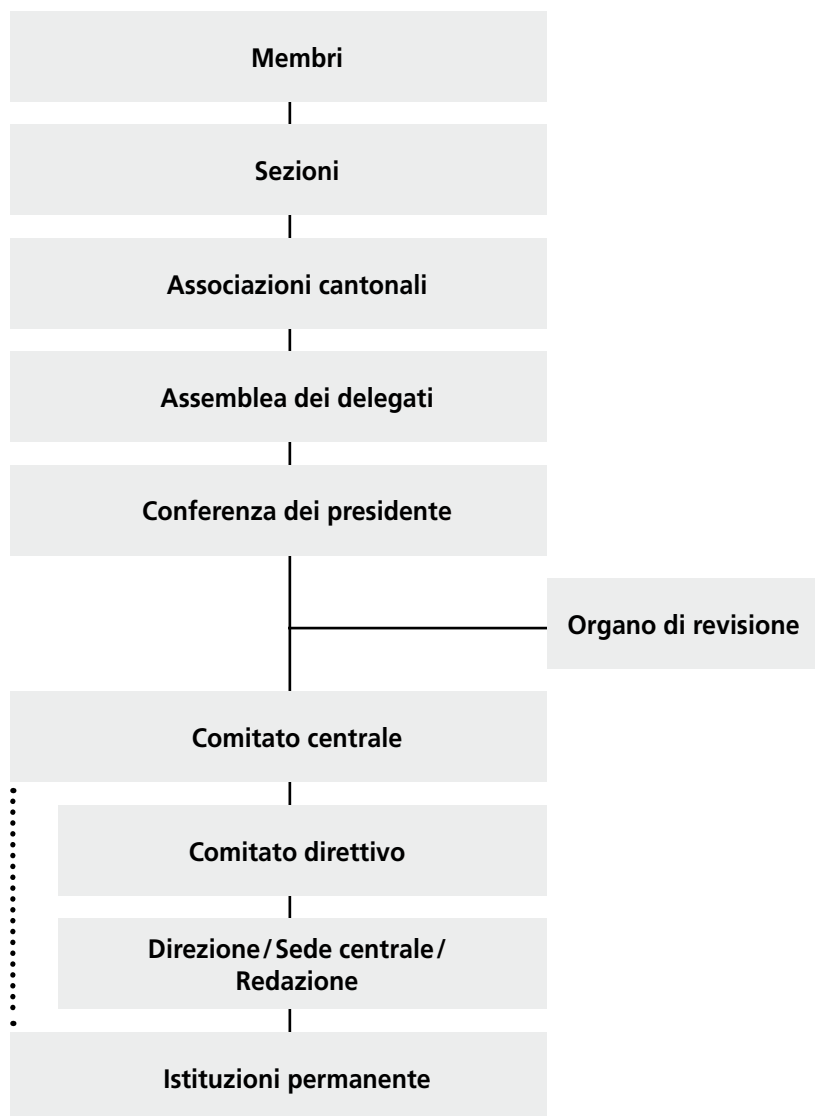 Membri
Sezioni
Associazioni cantonali
Assemblea dei delegati
Conferenza dei presidente
Organo di revisione
Comitato centrale
Comitato direttivo
Direzione/Sede centrale/
Redazione
Istituzioni permanente